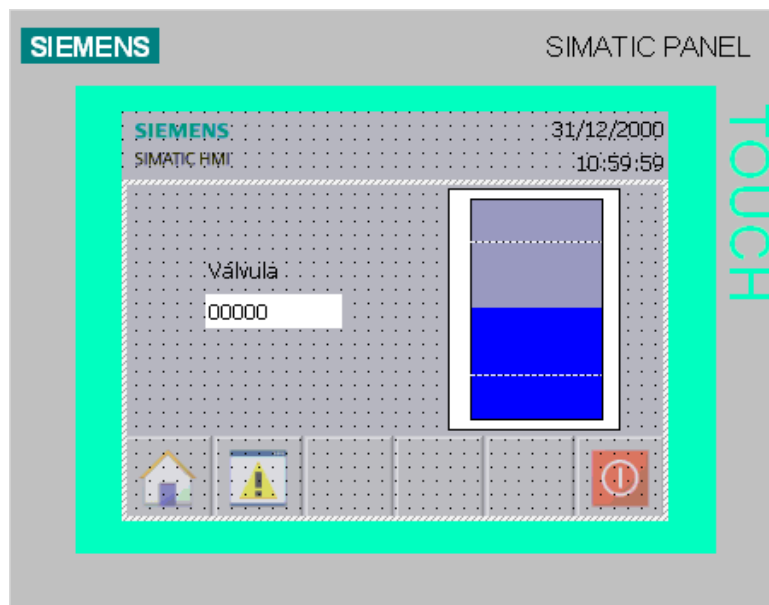 SIEMENS
SIMATIC PANEL
TOUCH
SIEMENS
31/12/2000
SIMATIC HMI
10:59:59
Válvula
00000